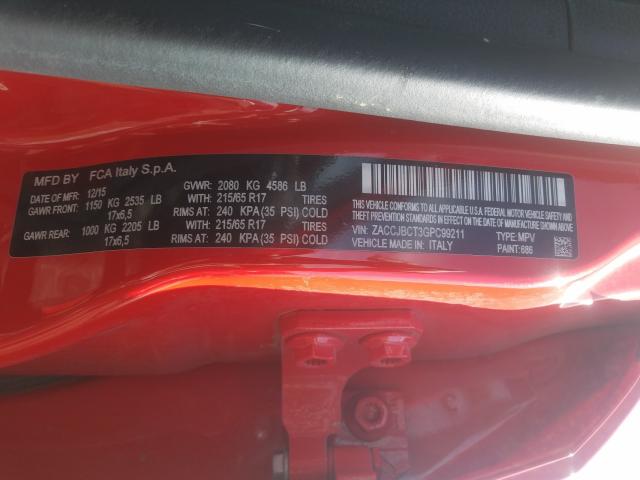 MFD BY FCA Italy S.p.A.
DATE OF MFR: 12/15 GVWR: 2080 KG 4586 LB
GAWR FRONT: 1150 KG 2535 LB WITH: 215/65 R17 TIRES
17x6,5 RIMS AT: 240 KPA(35 PSI) COLD
GAWR REAR: 1000 KG 2205 LB WITH: 215/65 R17 TIRES
17x6,5 RIMS AT: 240 KPA(35 PSI) COLD
THIS VEHICLE CONFORMS TO ALL APPLICABLE U.S.A. FEDERAL MOTOR VEHICLE
SAFETY, BUMPER, AND THEFT PREVENTION STANDARDS IN
EFFECT ON THE DATE OF MANUFACTURE SHOWN ABOVE.
VIN: ZACCJBCT3GPC99211 TYPE: MPV
VEHICLE MADE IN: ITALY PAINT: 686